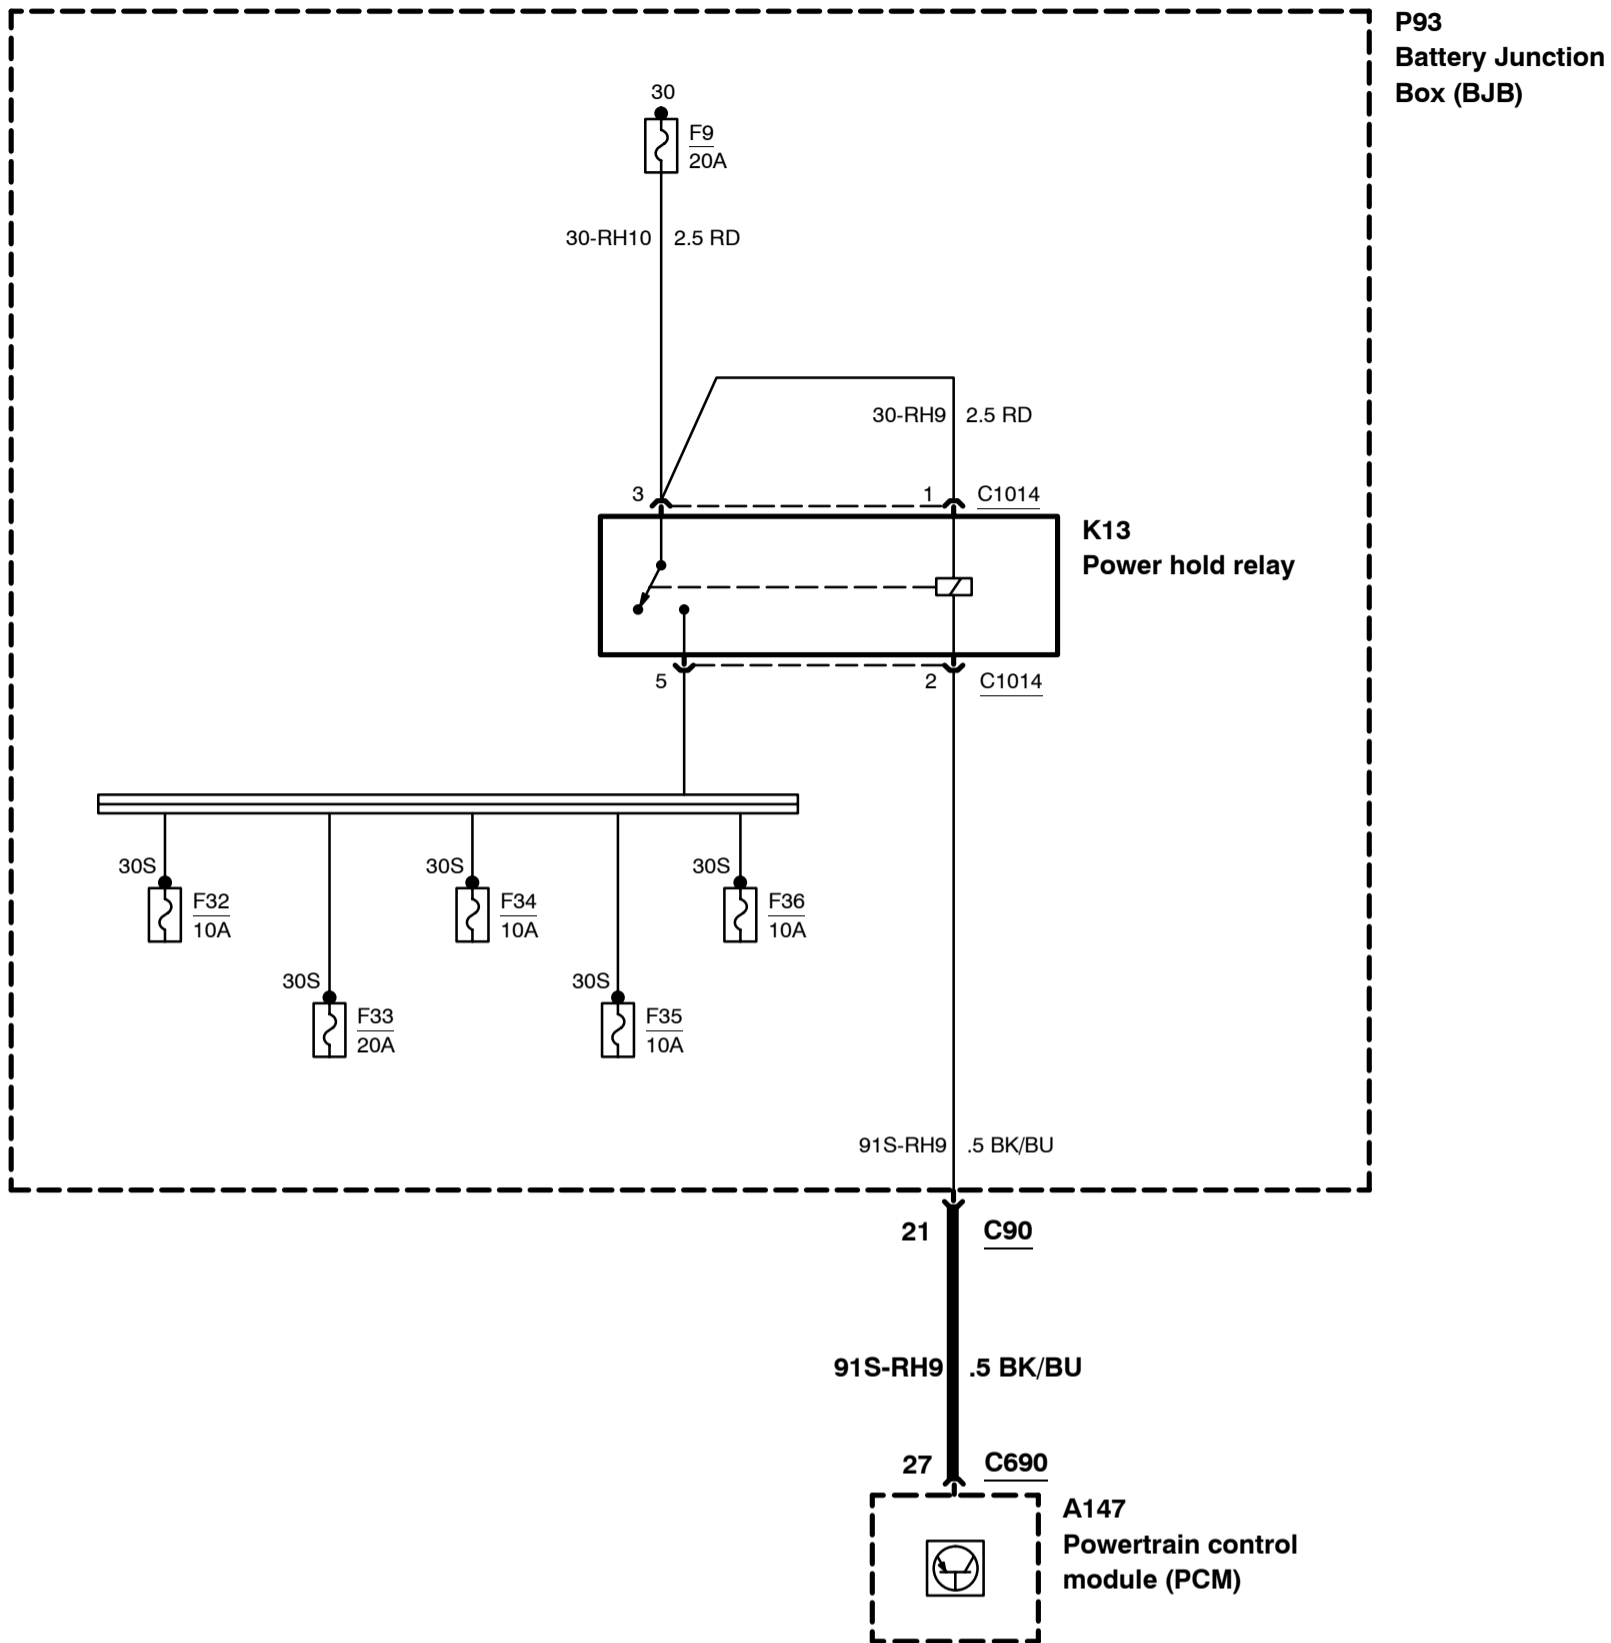 P93
Battery Junction
Box (BJB)
30
F9
20A
30-RH10 2.5 RD
30-RH9 2.5 RD
3 1 C1014
K13
Power hold relay
5 2 C1014
30S 30S 30S
F32 F34 F36
10A 10A 10A
30S 30S
F33 F35
20A 10A
91S-RH9 .5 BK/BU
21 C90
91S-RH9 .5 BK/BU
27 C690
A147
Powertrain control
module (PCM)